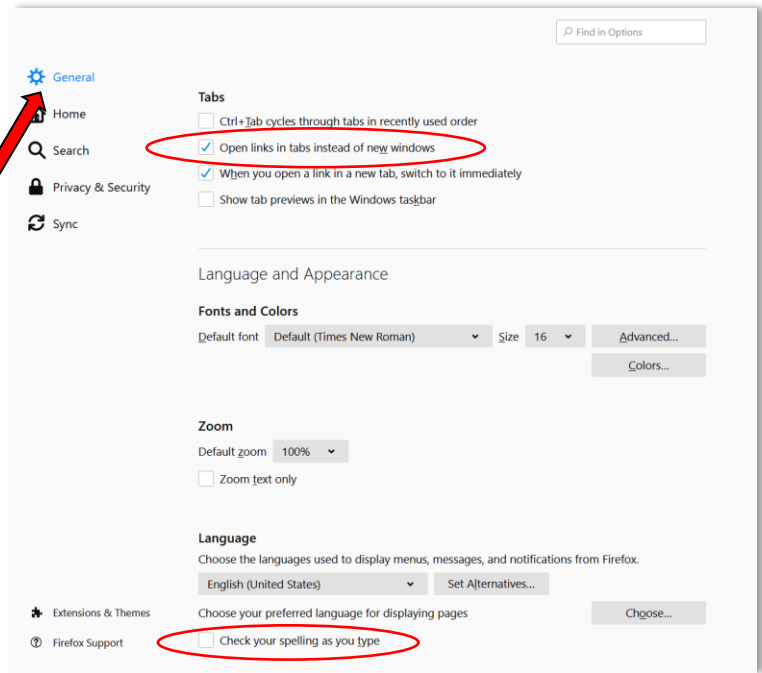 Find in Options
General
Home
Search
Privacy & Security
Sync
Tabs
Ctrl+Tab cycles through tabs in recently used order
Open links in tabs instead of new windows
When you open a link in a new tab, switch to it immediately
Show tab previews in the Windows taskbar
Language and Appearance
Fonts and Colors
Default font Default (Times New Roman) Size 16 Advanced...
Colors...
Zoom
Default zoom 100%
Zoom text only
Language
Choose the languages used to display menus, messages, and notifications from Firefox.
English (United States) Set Alternatives...
Choose your preferred language for displaying pages Choose...
Check your spelling as you type
Extensions & Themes
Firefox Support